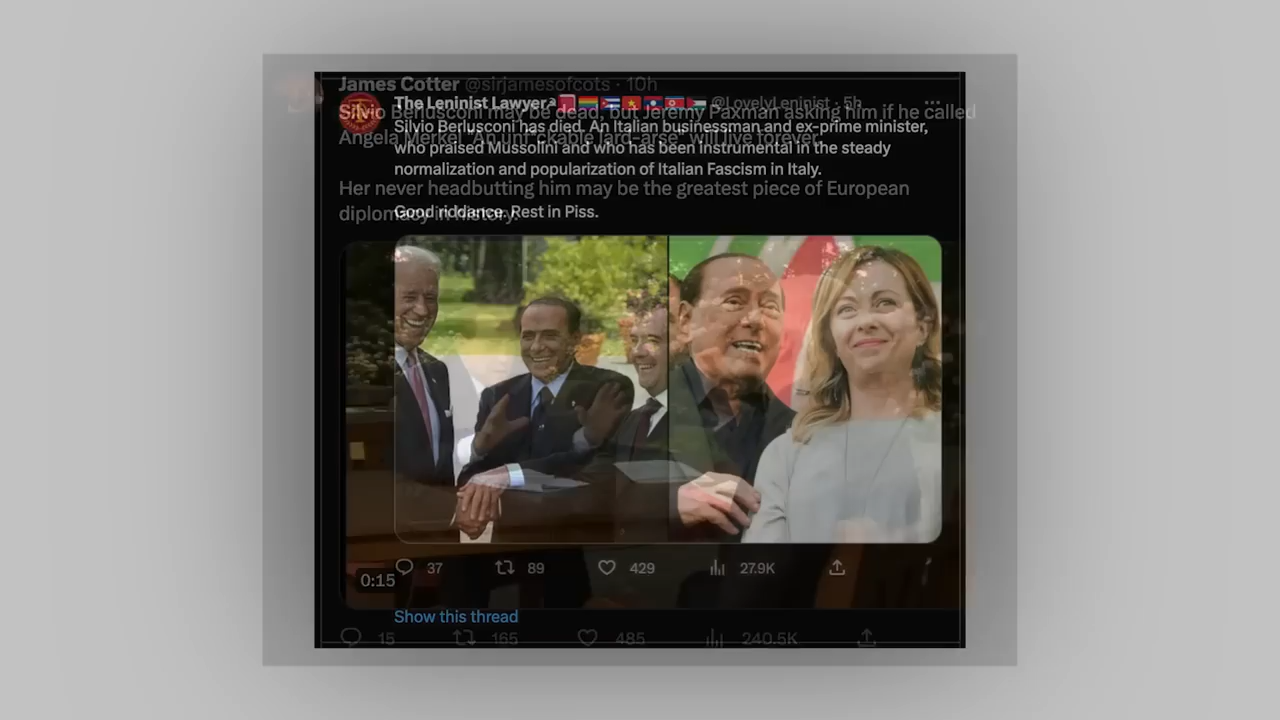 James Cotter @sirjamesofcots · 10h
The Leninist Lawyer @LovelyLeninist · 5h
Silvio Berlusconi may be dead, but Jeremy Paxman asking him if he called
Silvio Berlusconi has died. An Italian businessman and ex-prime minister,
Angela Merkel "An unf*ckable lard-arse" will live forever.
who praised Mussolini and who has been instrumental in the steady
normalization and popularization of Italian Fascism in Italy.
Her never headbutting him may be the greatest piece of European
diplomacy in history.
Good riddance. Rest in Piss.
37 89 429 27.9K
0:15
Show this thread
15 165 485 240.5K